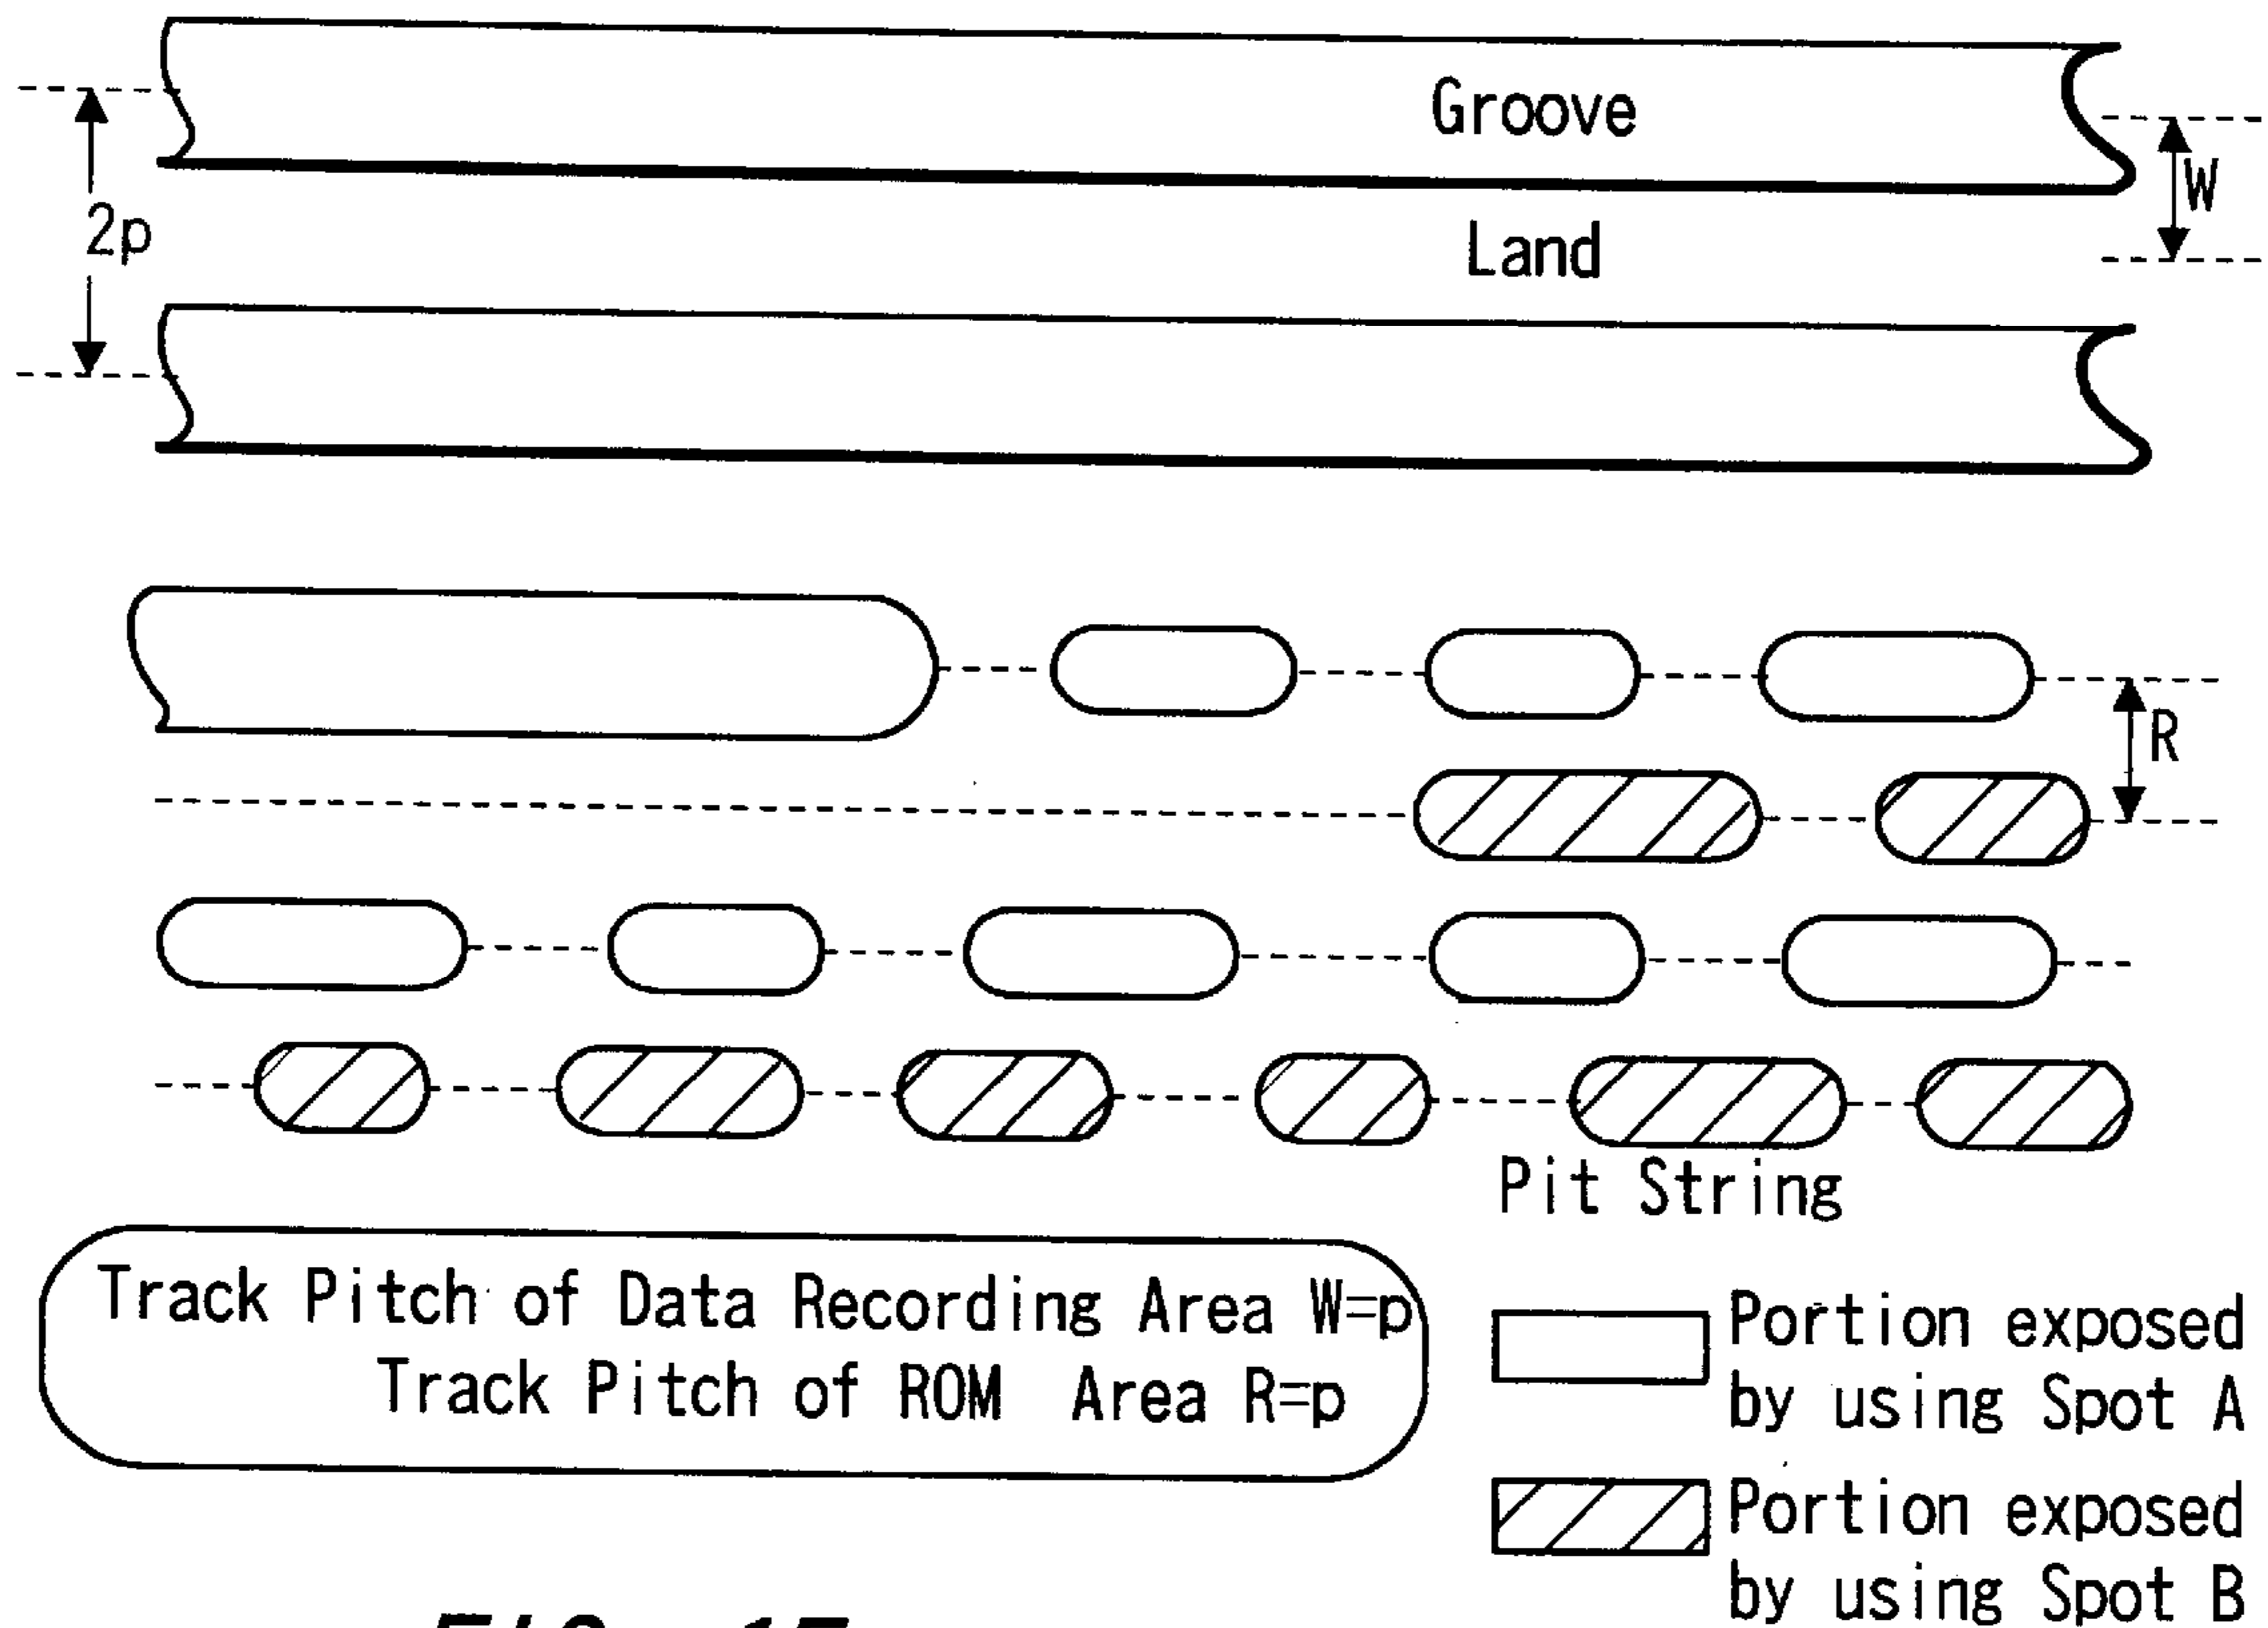 Groove
W
2p
Land
R
Pit String
Track Pitch of Data Recording Area W=p
Track Pitch of ROM Area R=p
Portion exposed
by using Spot A
Portion exposed
by using Spot B